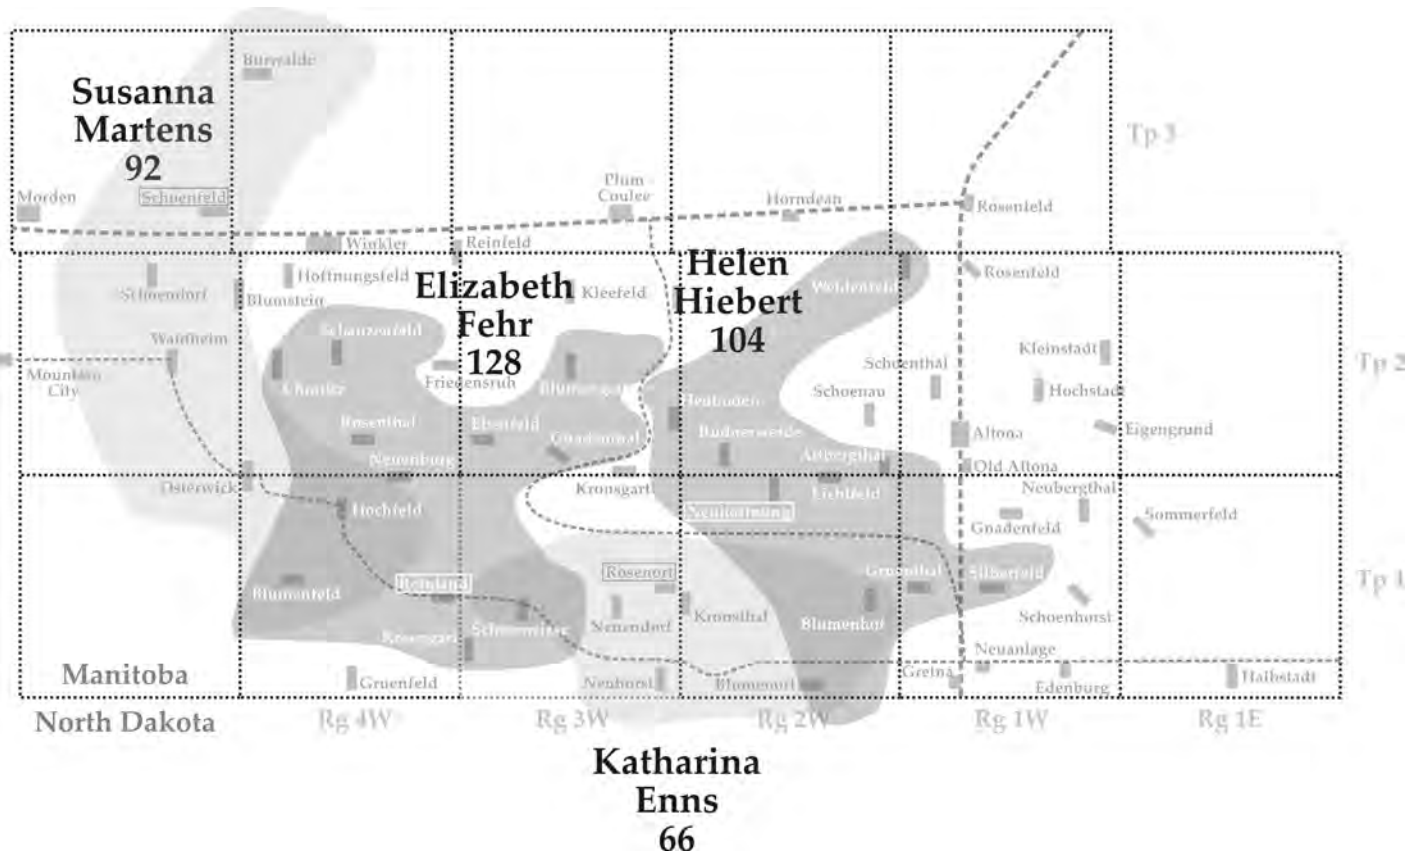 Burwalde
Susanna
Martens
92
Tp 3
Morden
Schoenfeld
Plum
Coulee
Horndean
Rosenfeld
Winkler
Reinfeld
Helen
Hiebert
104
Hoffnungsfeld
Elizabeth
Fehr
128
Kleefeld
Weidenfeld
Rosenfeld
Schoendorf
Blumstein
Schanzenfeld
Waldheim
Mountain
City
Friedensruh
Schoenthal
Kleinstadt
Tp 2
Schoenau
Hochstadt
Rosenthal
Ebenfeld
Gnadenthal
Rudnerweide
Altona
Eigengrund
Neuenburg
Altbergthal
Old Altona
Osterwick
Kronsgart
Lichtfeld
Neubergthal
Hochfeld
Neuhoffnung
Gnadenfeld
Sommerfeld
Blumenfeld
Reinland
Rosenort
Gruenthal
Silberfeld
Tp 1
Neuendorf
Kronsthal
Blumenhof
Schoenhorst
Rosengart
Schoenwiese
Neuanlage
Manitoba
Gruenfeld
Neuhorst
Blumenort
Gretna
Edenburg
Halbstadt
North Dakota
Rg 4W
Rg 3W
Rg 2W
Rg 1W
Rg 1E
Katharina
Enns
66